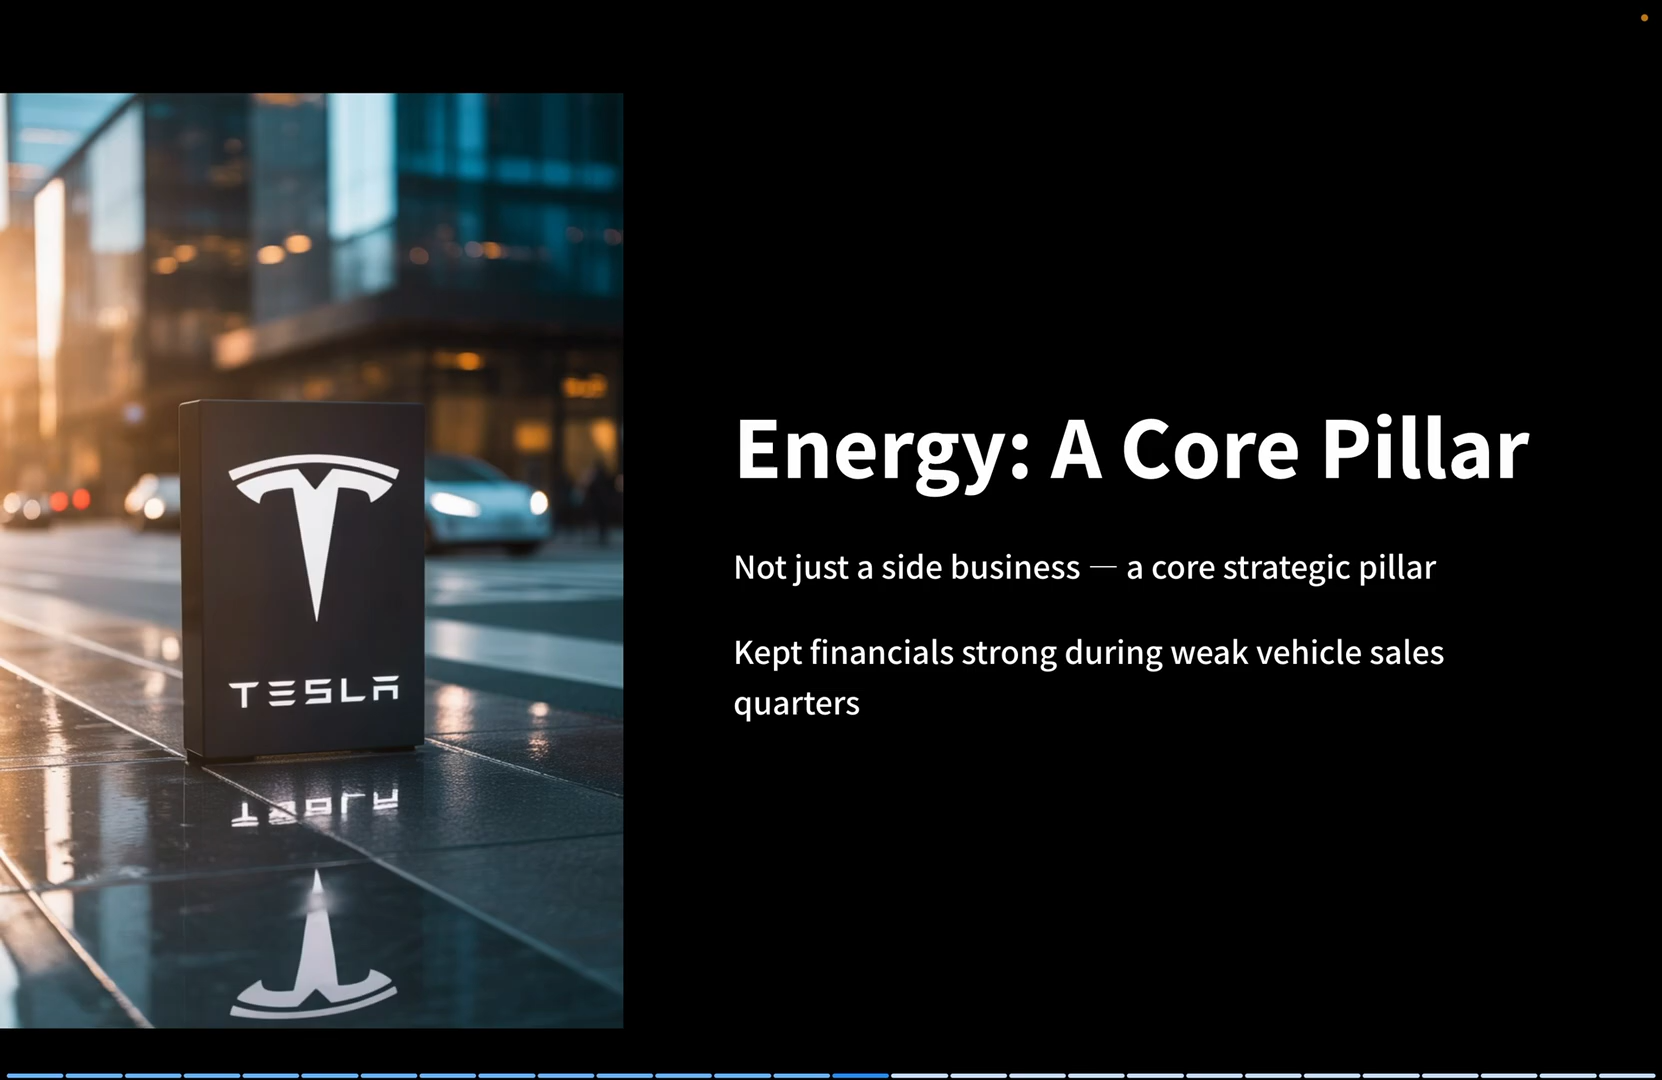 TESLA
Energy: A Core Pillar
Not just a side business — a core strategic pillar
Kept financials strong during weak vehicle sales
quarters